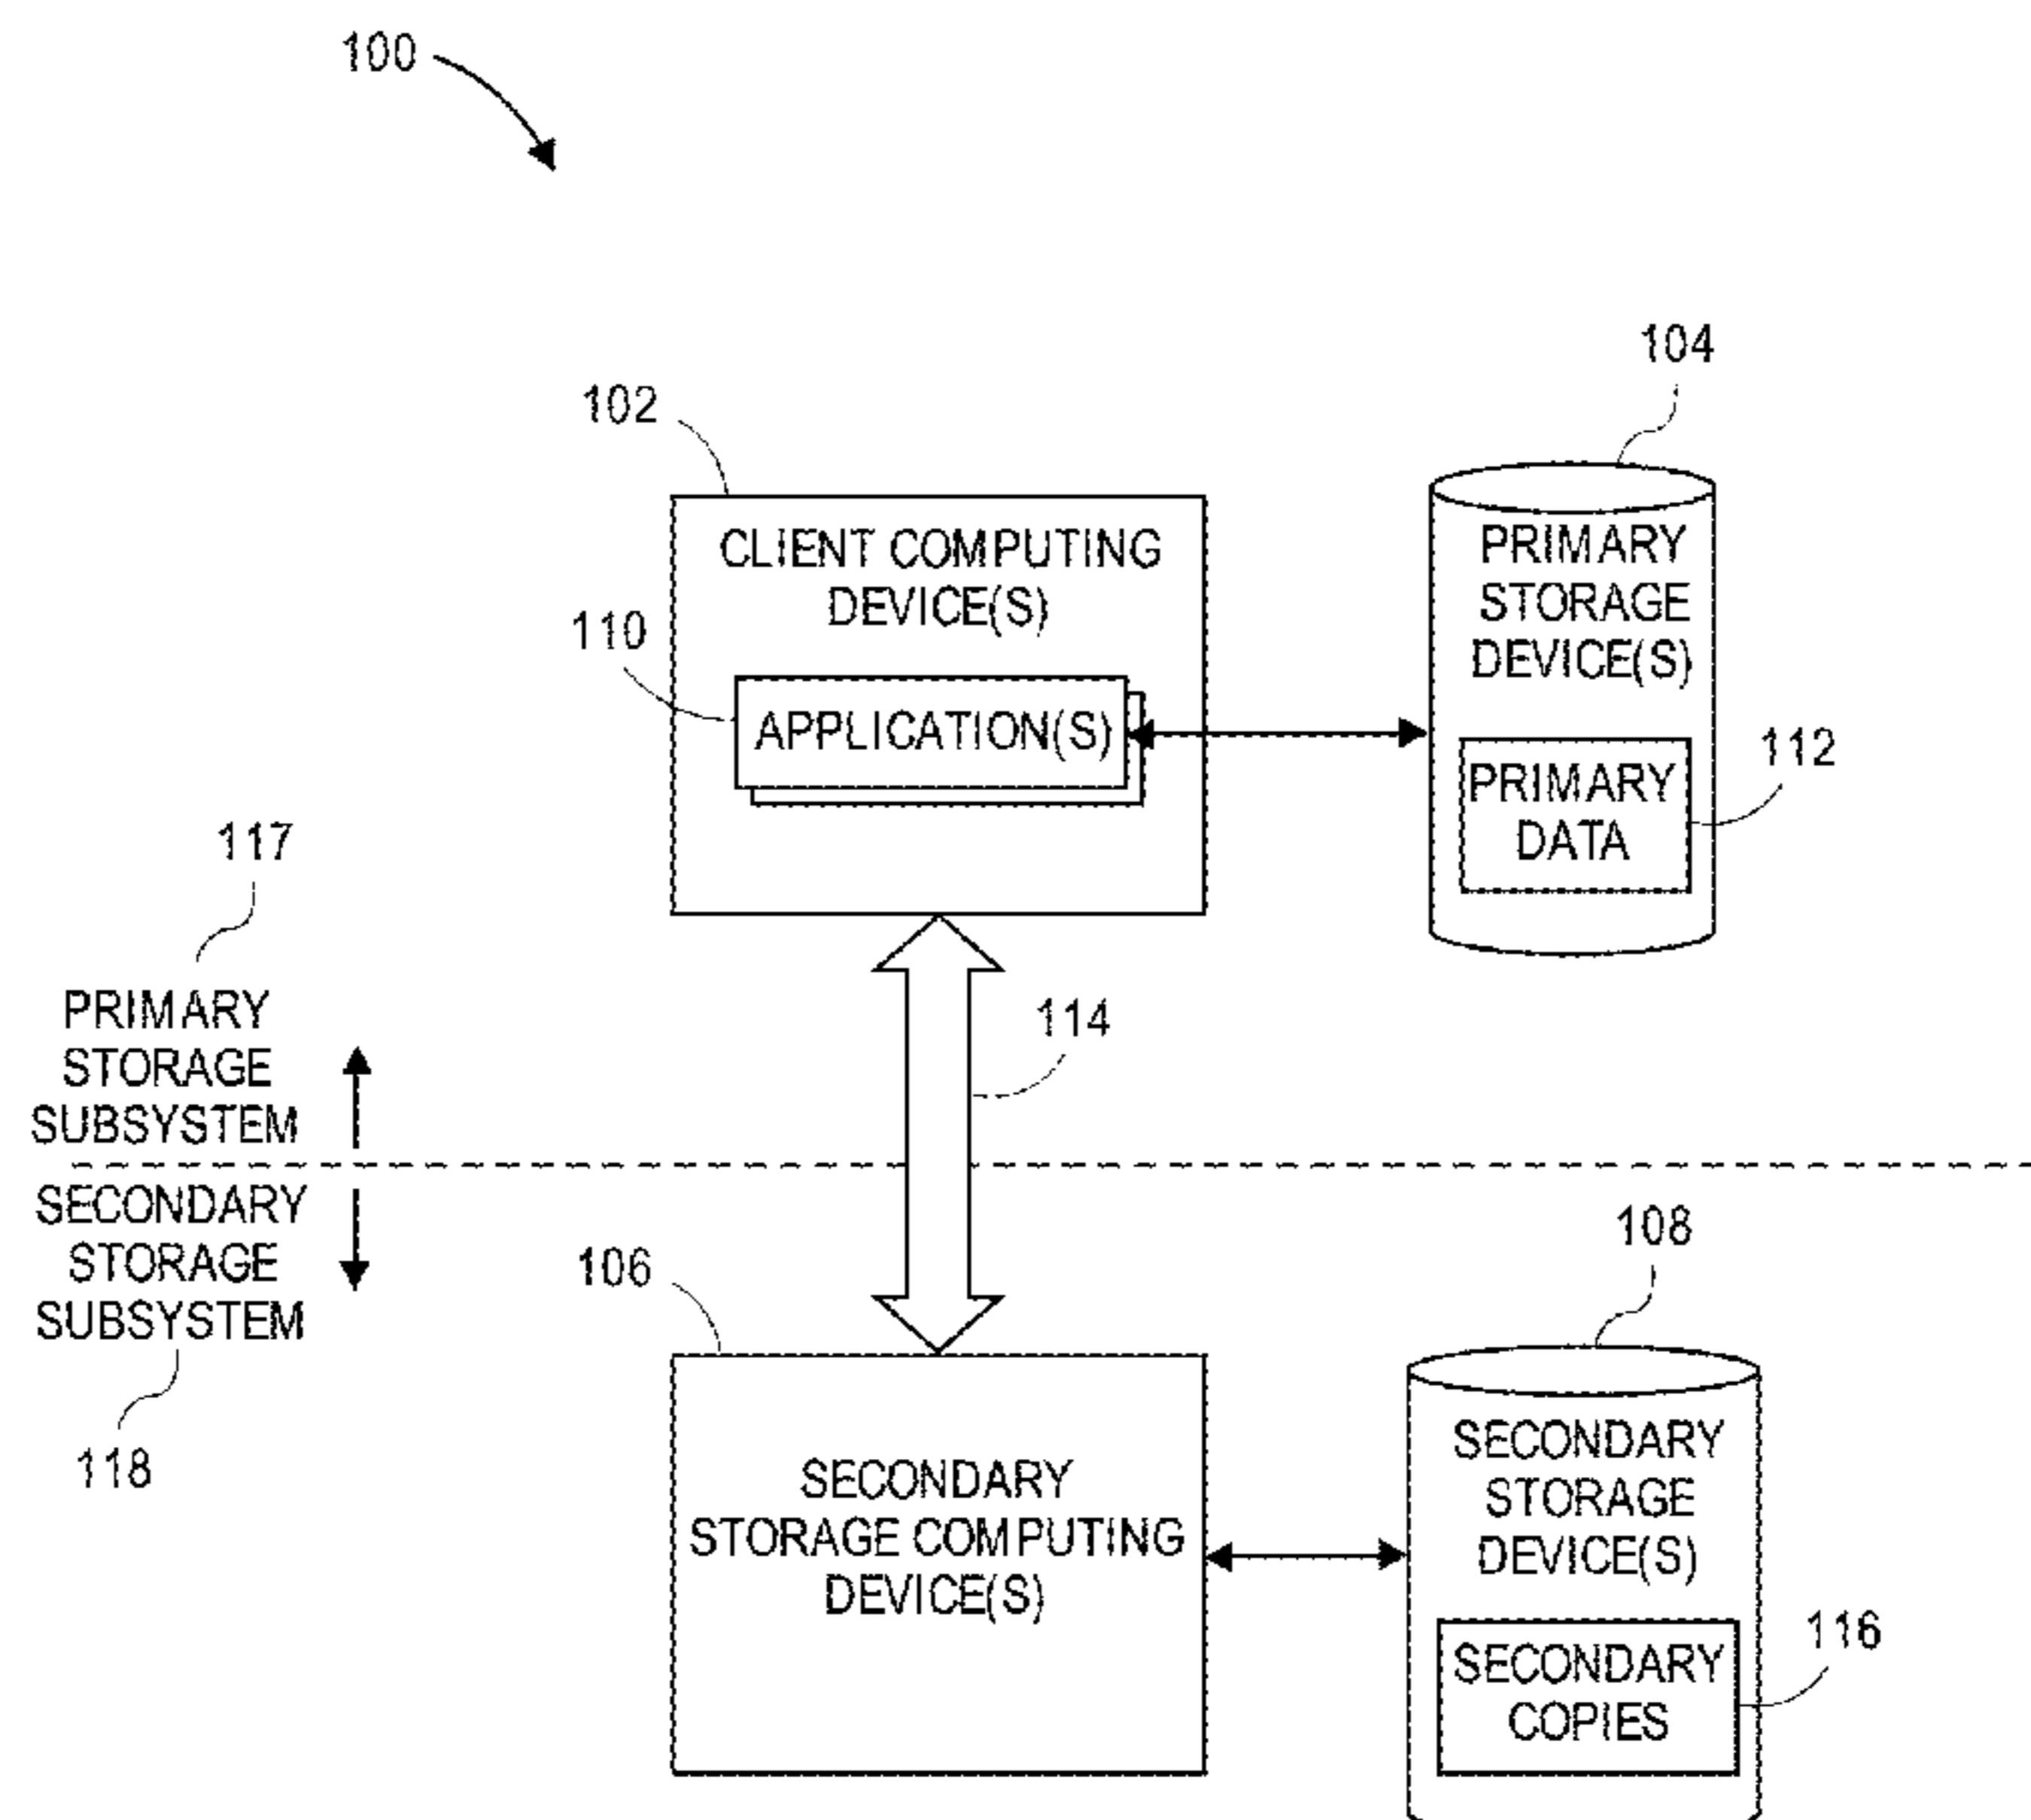 100
104
102
CLIENT COMPUTING
DEVICE(S)
110
APPLICATION(S)
PRIMARY
STORAGE
DEVICE(S)
PRIMARY
DATA
112
117
PRIMARY
STORAGE
SUBSYSTEM
114
SECONDARY
STORAGE
SUBSYSTEM
118
106
108
SECONDARY
STORAGE COMPUTING
DEVICE(S)
SECONDARY
STORAGE
DEVICE(S)
SECONDARY
COPIES
116